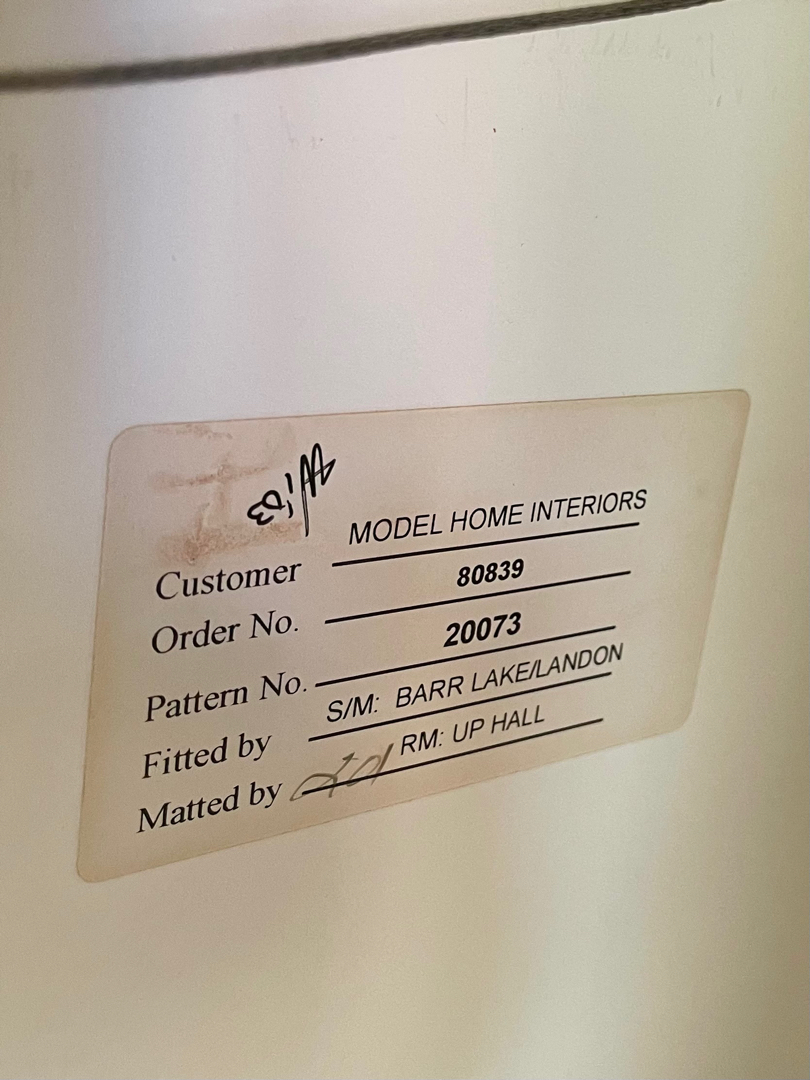 MODEL HOME INTERIORS
Customer
80839
Order No.
20073
Pattern No.
S/M: BARR LAKE/LANDON
Fitted by
RM: UP HALL
Matted by